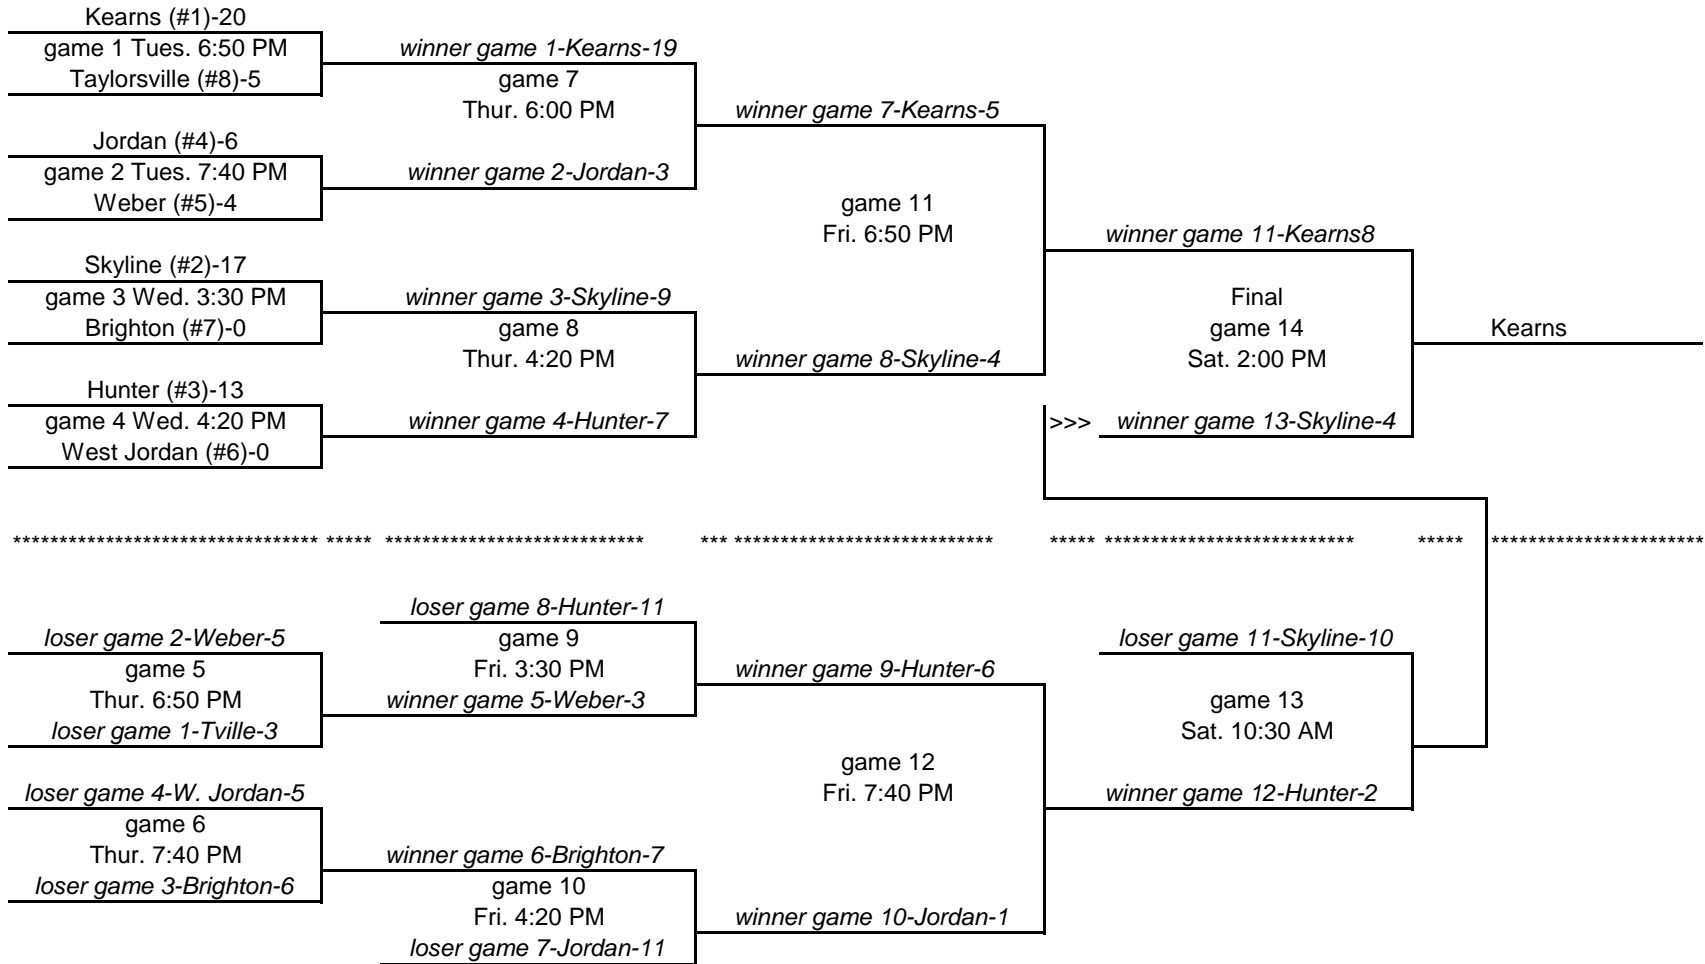 Kearns (#1)-20
game 1 Tues. 6:50 PM
Taylorsville (#8)-5
Jordan (#4)-6
game 2 Tues. 7:40 PM
Weber (#5)-4
Skyline (#2)-17
game 3 Wed. 3:30 PM
Brighton (#7)-0
Hunter (#3)-13
game 4 Wed. 4:20 PM
West Jordan (#6)-0
winner game 1-Kearns-19
game 7
Thur. 6:00 PM
winner game 2-Jordan-3
winner game 3-Skyline-9
game 8
Thur. 4:20 PM
winner game 4-Hunter-7
winner game 7-Kearns-5
game 11
Fri. 6:50 PM
winner game 8-Skyline-4
winner game 11-Kearns8
Final
game 14
Sat. 2:00 PM
>>> winner game 13-Skyline-4
Kearns
********************************* ***** **************************** *** **************************** ***** *************************** ***** ***********************
loser game 2-Weber-5
game 5
Thur. 6:50 PM
loser game 1-Tville-3
loser game 4-W. Jordan-5
game 6
Thur. 7:40 PM
loser game 3-Brighton-6
loser game 8-Hunter-11
game 9
Fri. 3:30 PM
winner game 5-Weber-3
winner game 6-Brighton-7
game 10
Fri. 4:20 PM
loser game 7-Jordan-11
winner game 9-Hunter-6
game 12
Fri. 7:40 PM
winner game 10-Jordan-1
loser game 11-Skyline-10
game 13
Sat. 10:30 AM
winner game 12-Hunter-2